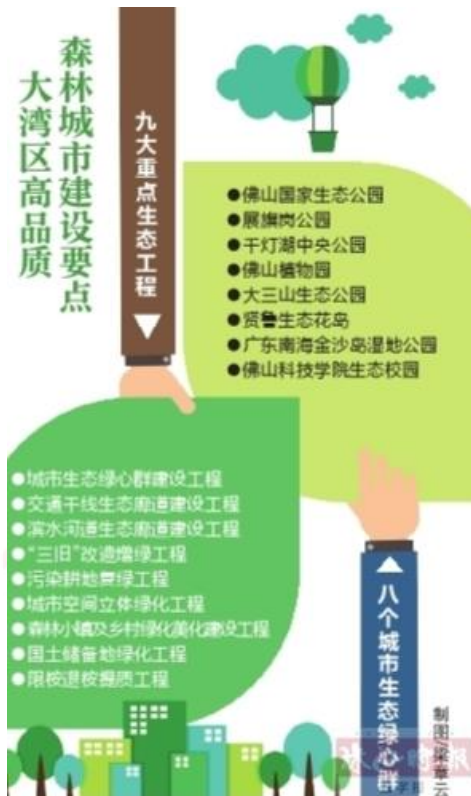 大湾区高品质
森林城市建设要点
九大重点生态工程
●佛山国家生态公园
●展旗岗公园
●千灯湖中央公园
●佛山植物园
●大三山生态公园
●贤鲁生态花岛
●广东南海金沙岛湿地公园
●佛山科技学院生态校园
●城市生态绿心群建设工程
●交通干线生态廊道建设工程
●滨水河道生态廊道建设工程
●“三旧”改造增绿工程
●污染耕地复绿工程
●城市空间立体绿化工程
●森林小镇及乡村绿化美化建设工程
●国土储备地绿化工程
●限桉退桉提质工程
八个城市生态绿心群
制图